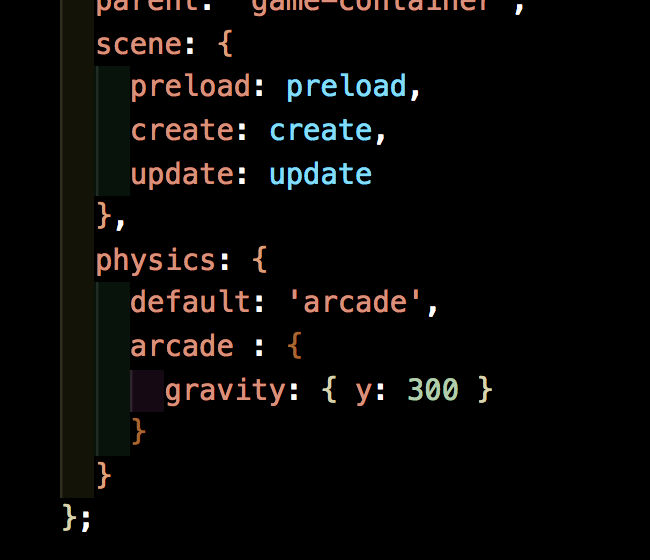 parent: 'game-container',
scene: {
preload: preload,
create: create,
update: update
},
physics: {
default: 'arcade',
arcade : {
gravity: { y: 300 }
}
}
};